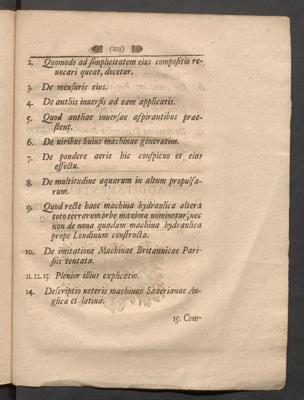 (203)
2. Quomodo ad simplicitatem eius compositio re-
vocari queat, docetur.
3. De mensuris eius.
4. De antliis inuersis ad eam applicatis.
5. Quod antliae inuersae aspirantibus prae-
stent.
6. De uiribus huius machinae generatim.
7. De pondere aeris hic conspicuo et eius
effectu.
8. De multitudine aquarum in altum propulsa-
rum.
9. Quod recte haec machina hydraulica altera
toto terrarum orbe maxima nominetur, nec
non de noua quadam machina hydraulica
prope Londinum constructa.
10. De imitatione Machinae Britannicae Pari-
siis tentata.
11. 12. 13. Plenior illius explicatio.
14. Descriptio ueteris machinae Sauerianae An-
glica et latina.
15. Com-